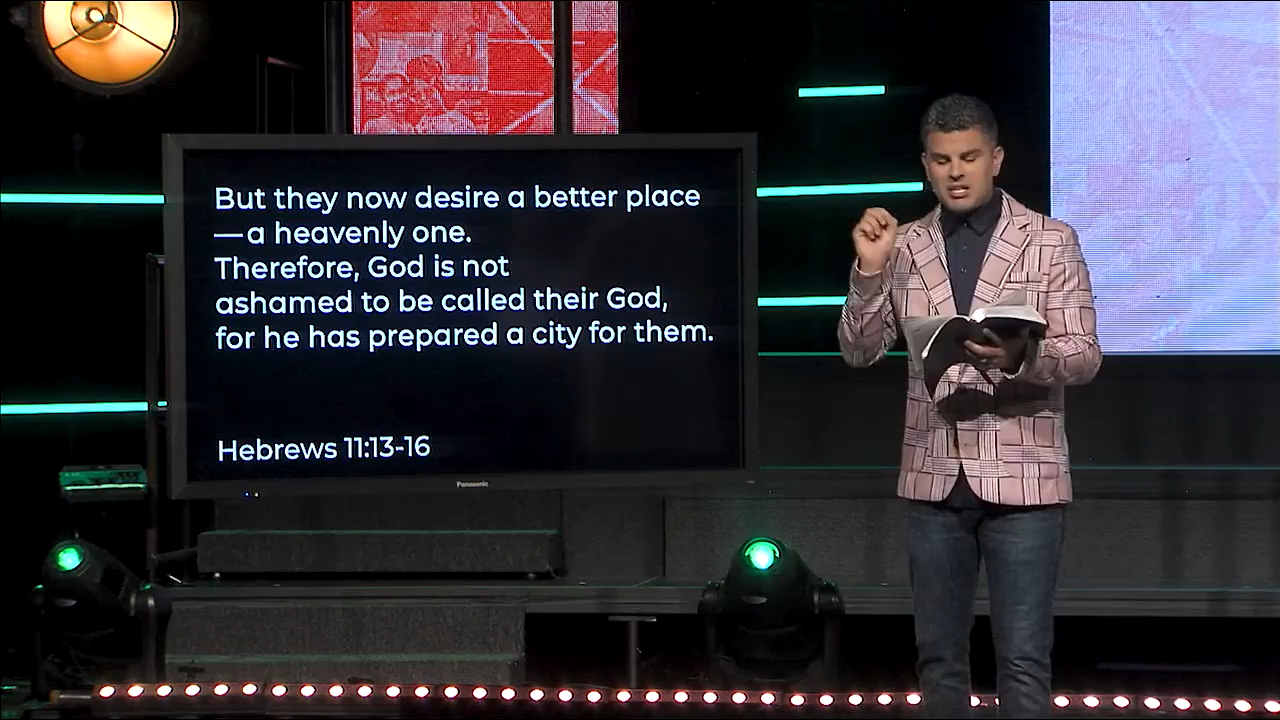 But they now desire a better place
—a heavenly one.
Therefore, God is not
ashamed to be called their God,
for he has prepared a city for them.
Hebrews 11:13-16
Panasonic